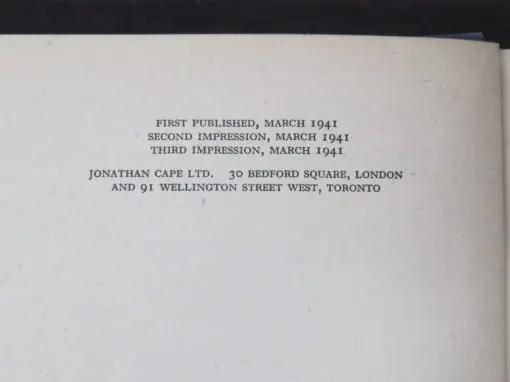 FIRST PUBLISHED, MARCH 1941
SECOND IMPRESSION, MARCH 1941
THIRD IMPRESSION, MARCH 1941
JONATHAN CAPE LTD. 30 BEDFORD SQUARE, LONDON
AND 91 WELLINGTON STREET WEST, TORONTO